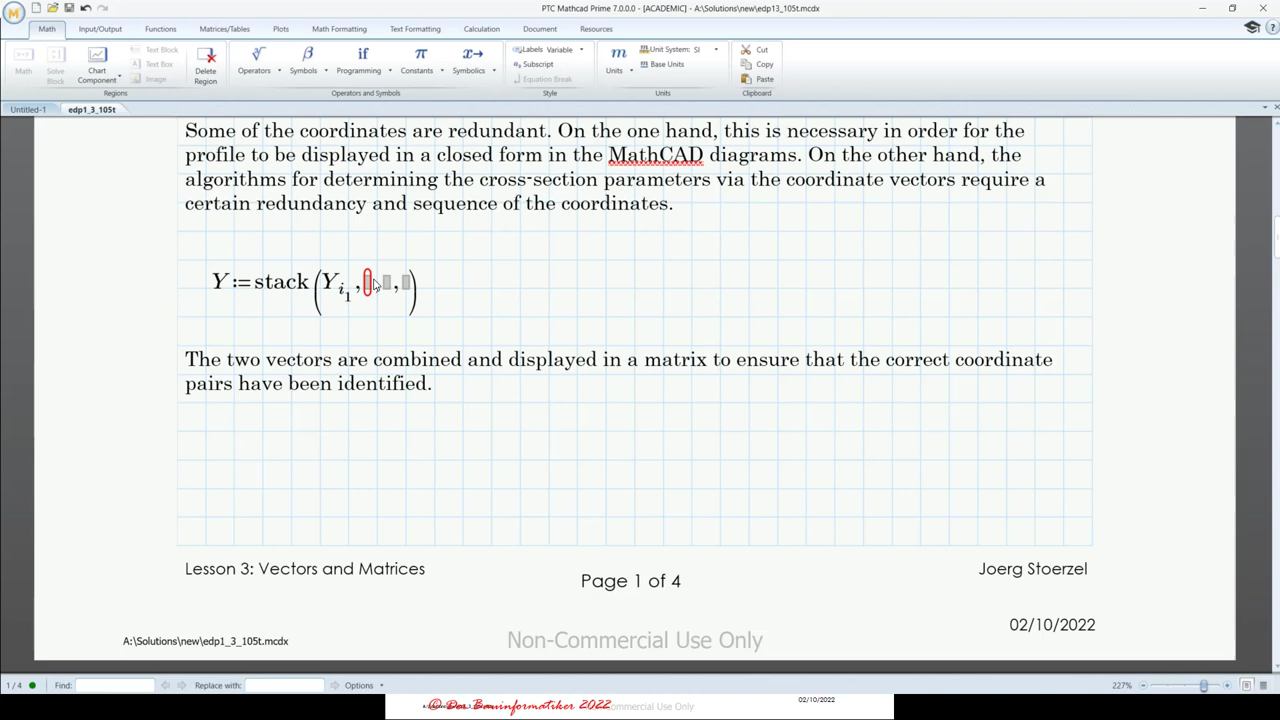 PTC Mathcad Prime 7.0.0.0 - [ACADEMIC] - A:\Solutions\new\edp13_105t.mcdx
Math Input/Output Functions Matrices/Tables Plots Math Formatting Text Formatting Calculation Document Resources
Math Solve Block Chart Component Text Block Text Box Image Delete Region Operators Symbols Programming Constants Symbolics Labels Variable Subscript Equation Break Units Unit System: SI Base Units Cut Copy Paste
Regions Operators and Symbols Style Units Clipboard
Untitled-1 edp1_3_105t
Some of the coordinates are redundant. On the one hand, this is necessary in order for the
profile to be displayed in a closed form in the MathCAD diagrams. On the other hand, the
algorithms for determining the cross-section parameters via the coordinate vectors require a
certain redundancy and sequence of the coordinates.
Y := stack(Y_{i_1}, , , )
The two vectors are combined and displayed in a matrix to ensure that the correct coordinate
pairs have been identified.
Lesson 3: Vectors and Matrices Page 1 of 4 Joerg Stoerzel
02/10/2022
A:\Solutions\new\edp1_3_105t.mcdx Non-Commercial Use Only
1 / 4 Find: Replace with: Options 227%
© Der Bauinformatiker 2022 Commercial Use Only 02/10/2022